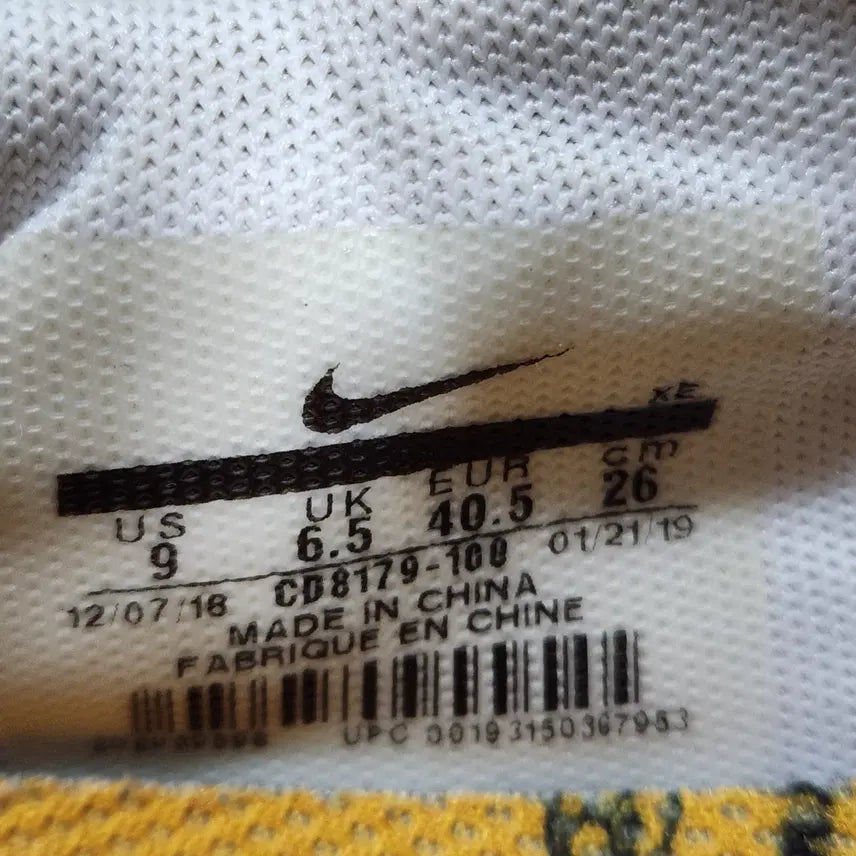 XE
US UK EUR cm
9 6.5 40.5 26
12/07/18 CD8179-100 01/21/19
MADE IN CHINA
FABRIQUE EN CHINE
UPC 00193150367953